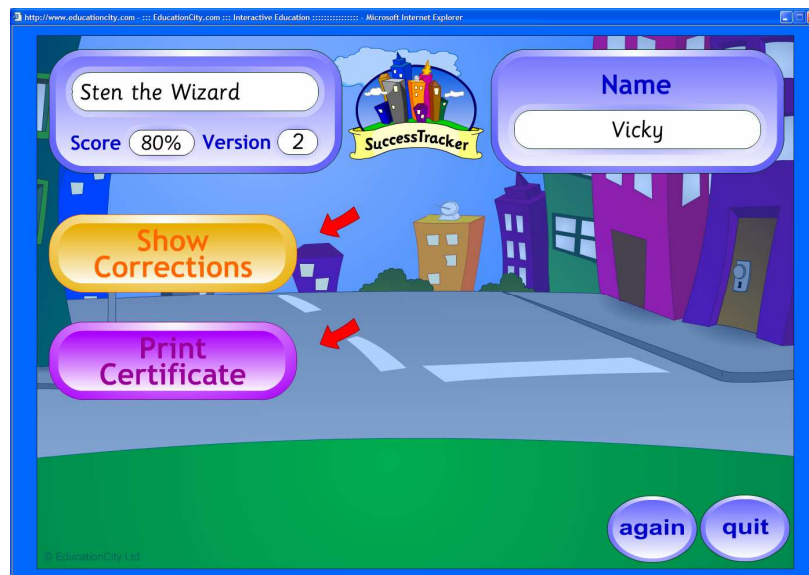 http://www.educationcity.com - ::: EducationCity.com ::: Interactive Education :::::::::::::::: - Microsoft Internet Explorer
Sten the Wizard
Score 80% Version 2
SuccessTracker
Name
Vicky
Show
Corrections
Print
Certificate
again quit
© EducationCity Ltd